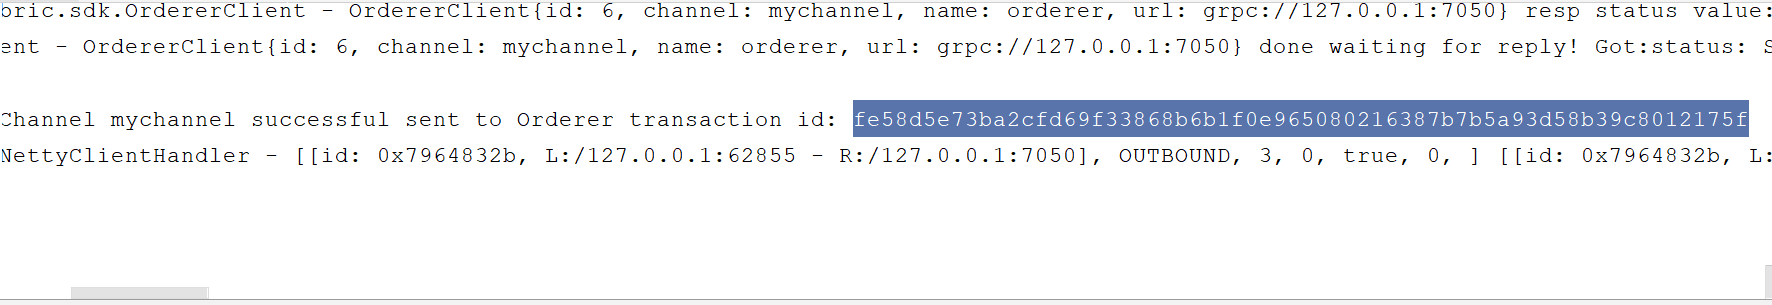 bric.sdk.OrdererClient - OrdererClient{id: 6, channel: mychannel, name: orderer, url: grpc://127.0.0.1:7050} resp status value:
ent - OrdererClient{id: 6, channel: mychannel, name: orderer, url: grpc://127.0.0.1:7050} done waiting for reply! Got:status: S
Channel mychannel successful sent to Orderer transaction id: fe58d5e73ba2cfd69f33868b6b1f0e965080216387b7b5a93d58b39c8012175f
NettyClientHandler - [[id: 0x7964832b, L:/127.0.0.1:62855 - R:/127.0.0.1:7050], OUTBOUND, 3, 0, true, 0, ] [[id: 0x7964832b, L: